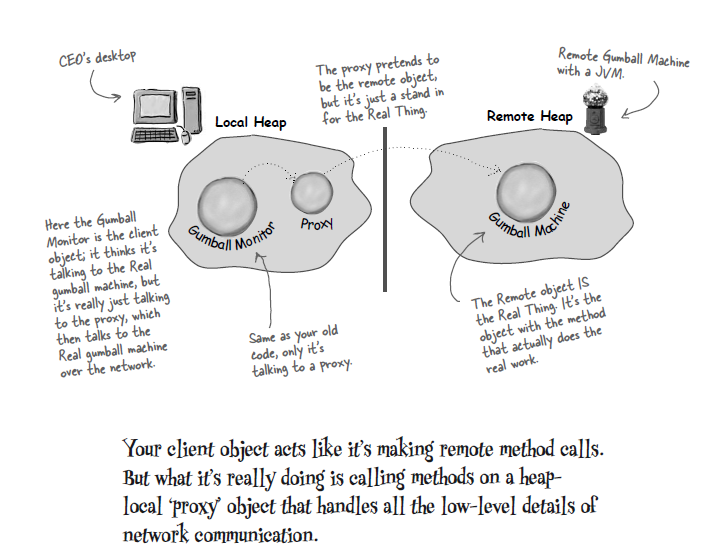 CEO's desktop
The proxy pretends to
be the remote object,
but it's just a stand in
for the Real Thing.
Remote Gumball Machine
with a JVM.
Local Heap
Remote Heap
Gumball Monitor
Proxy
Gumball Machine
Here the Gumball
Monitor is the client
object; it thinks it's
talking to the Real
gumball machine, but
it's really just talking
to the proxy, which
then talks to the
Real gumball machine
over the network.
Same as your old
code, only it's
talking to a proxy.
The Remote object IS
the Real Thing. It's the
object with the method
that actually does the
real work.
Your client object acts like it's making remote method calls.
But what it's really doing is calling methods on a heap-
local 'proxy' object that handles all the low-level details of
network communication.